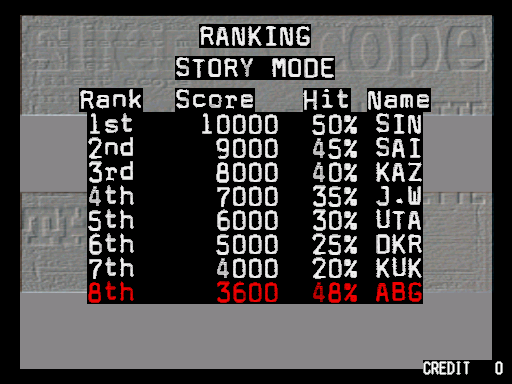 RANKING
STORY MODE
Rank Score Hit Name
1st 10000 50% SIN
2nd 9000 45% SAI
3rd 8000 40% KAZ
4th 7000 35% J.W
5th 6000 30% UTA
6th 5000 25% DKR
7th 4000 20% KUK
8th 3600 48% ABG
CREDIT 0